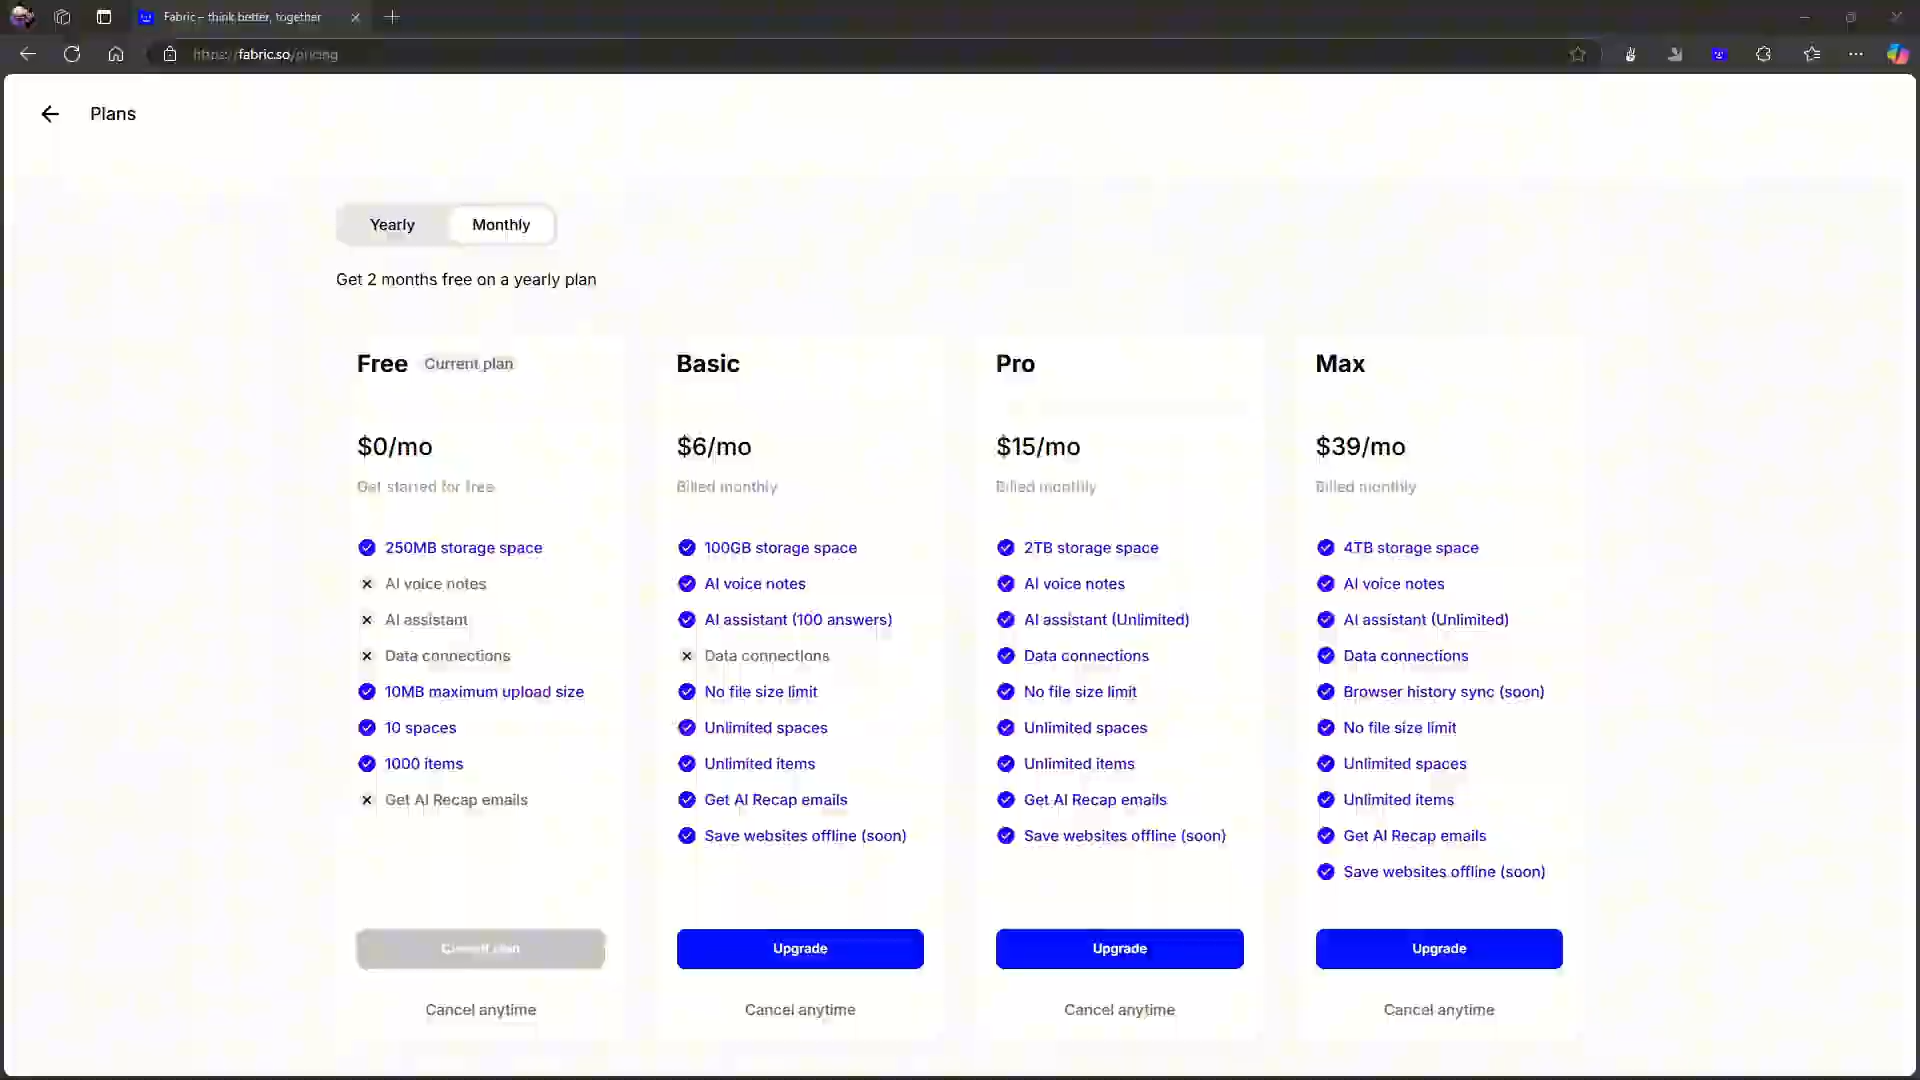 Fabric – think better, together
https://fabric.so/pricing
Plans
Yearly
Monthly
Get 2 months free on a yearly plan
Free
Current plan
$0/mo
Get started for free
250MB storage space
AI voice notes
AI assistant
Data connections
10MB maximum upload size
10 spaces
1000 items
Get AI Recap emails
Current plan
Cancel anytime
Basic
$6/mo
Billed monthly
100GB storage space
AI voice notes
AI assistant (100 answers)
Data connections
No file size limit
Unlimited spaces
Unlimited items
Get AI Recap emails
Save websites offline (soon)
Upgrade
Cancel anytime
Pro
$15/mo
Billed monthly
2TB storage space
AI voice notes
AI assistant (Unlimited)
Data connections
No file size limit
Unlimited spaces
Unlimited items
Get AI Recap emails
Save websites offline (soon)
Upgrade
Cancel anytime
Max
$39/mo
Billed monthly
4TB storage space
AI voice notes
AI assistant (Unlimited)
Data connections
Browser history sync (soon)
No file size limit
Unlimited spaces
Unlimited items
Get AI Recap emails
Save websites offline (soon)
Upgrade
Cancel anytime